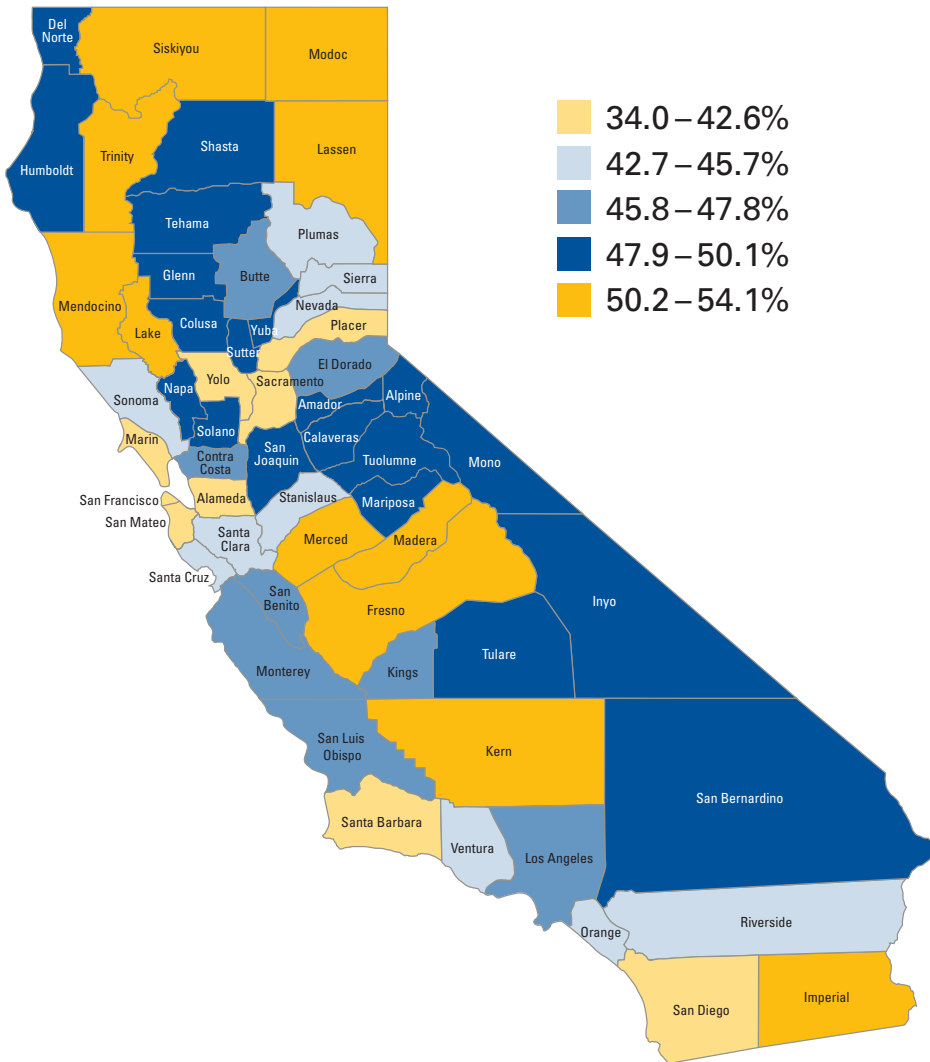 Del
Norte
Siskiyou
Modoc
34.0–42.6%
42.7–45.7%
45.8–47.8%
47.9–50.1%
50.2–54.1%
Humboldt
Trinity
Shasta
Lassen
Tehama
Plumas
Glenn
Butte
Sierra
Mendocino
Nevada
Lake
Colusa
Yuba
Placer
Sutter
El Dorado
Yolo
Sacramento
Napa
Sonoma
Amador
Alpine
Solano
Calaveras
Marin
San
Joaquin
Tuolumne
Mono
Contra
Costa
San Francisco
Alameda
Stanislaus
Mariposa
San Mateo
Santa
Clara
Merced
Madera
Santa Cruz
San
Benito
Fresno
Inyo
Monterey
Kings
Tulare
San Luis
Obispo
Kern
San Bernardino
Santa Barbara
Ventura
Los Angeles
Orange
Riverside
San Diego
Imperial